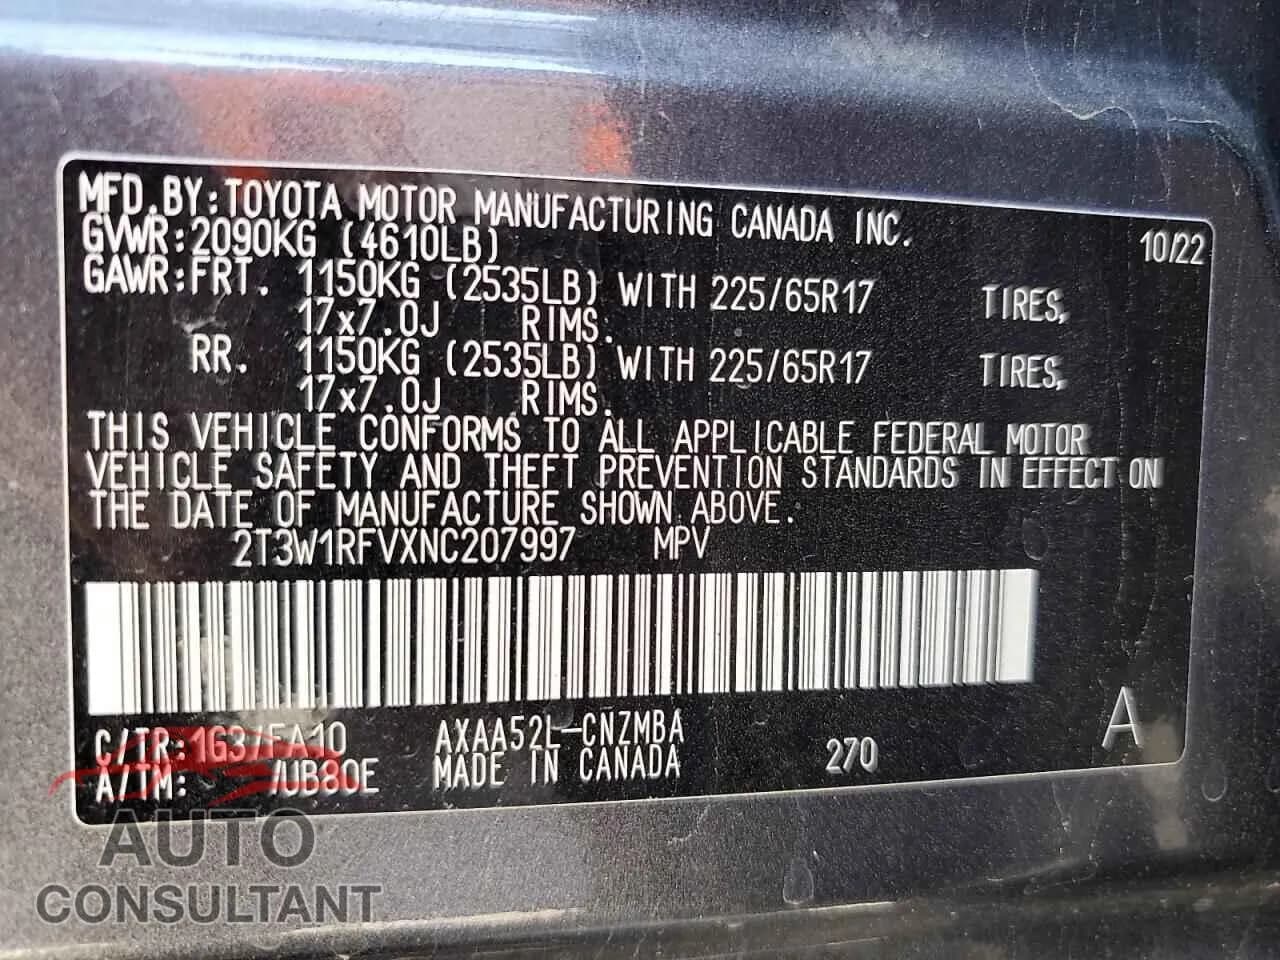 MFD.BY:TOYOTA MOTOR MANUFACTURING CANADA INC.
GVWR:2090KG (4610LB) 10/22
GAWR:FRT. 1150KG (2535LB) WITH 225/65R17 TIRES,
17x7.0J RIMS.
RR. 1150KG (2535LB) WITH 225/65R17 TIRES,
17x7.0J RIMS.
THIS VEHICLE CONFORMS TO ALL APPLICABLE FEDERAL MOTOR
VEHICLE SAFETY AND THEFT PREVENTION STANDARDS IN EFFECT ON
THE DATE OF MANUFACTURE SHOWN ABOVE.
2T3W1RFVXNC207997 MPV
C/TR:1G3/FA10 AXAA52L-CNZMBA
A/TM: /UB80E MADE IN CANADA 270 A
AUTO
CONSULTANT